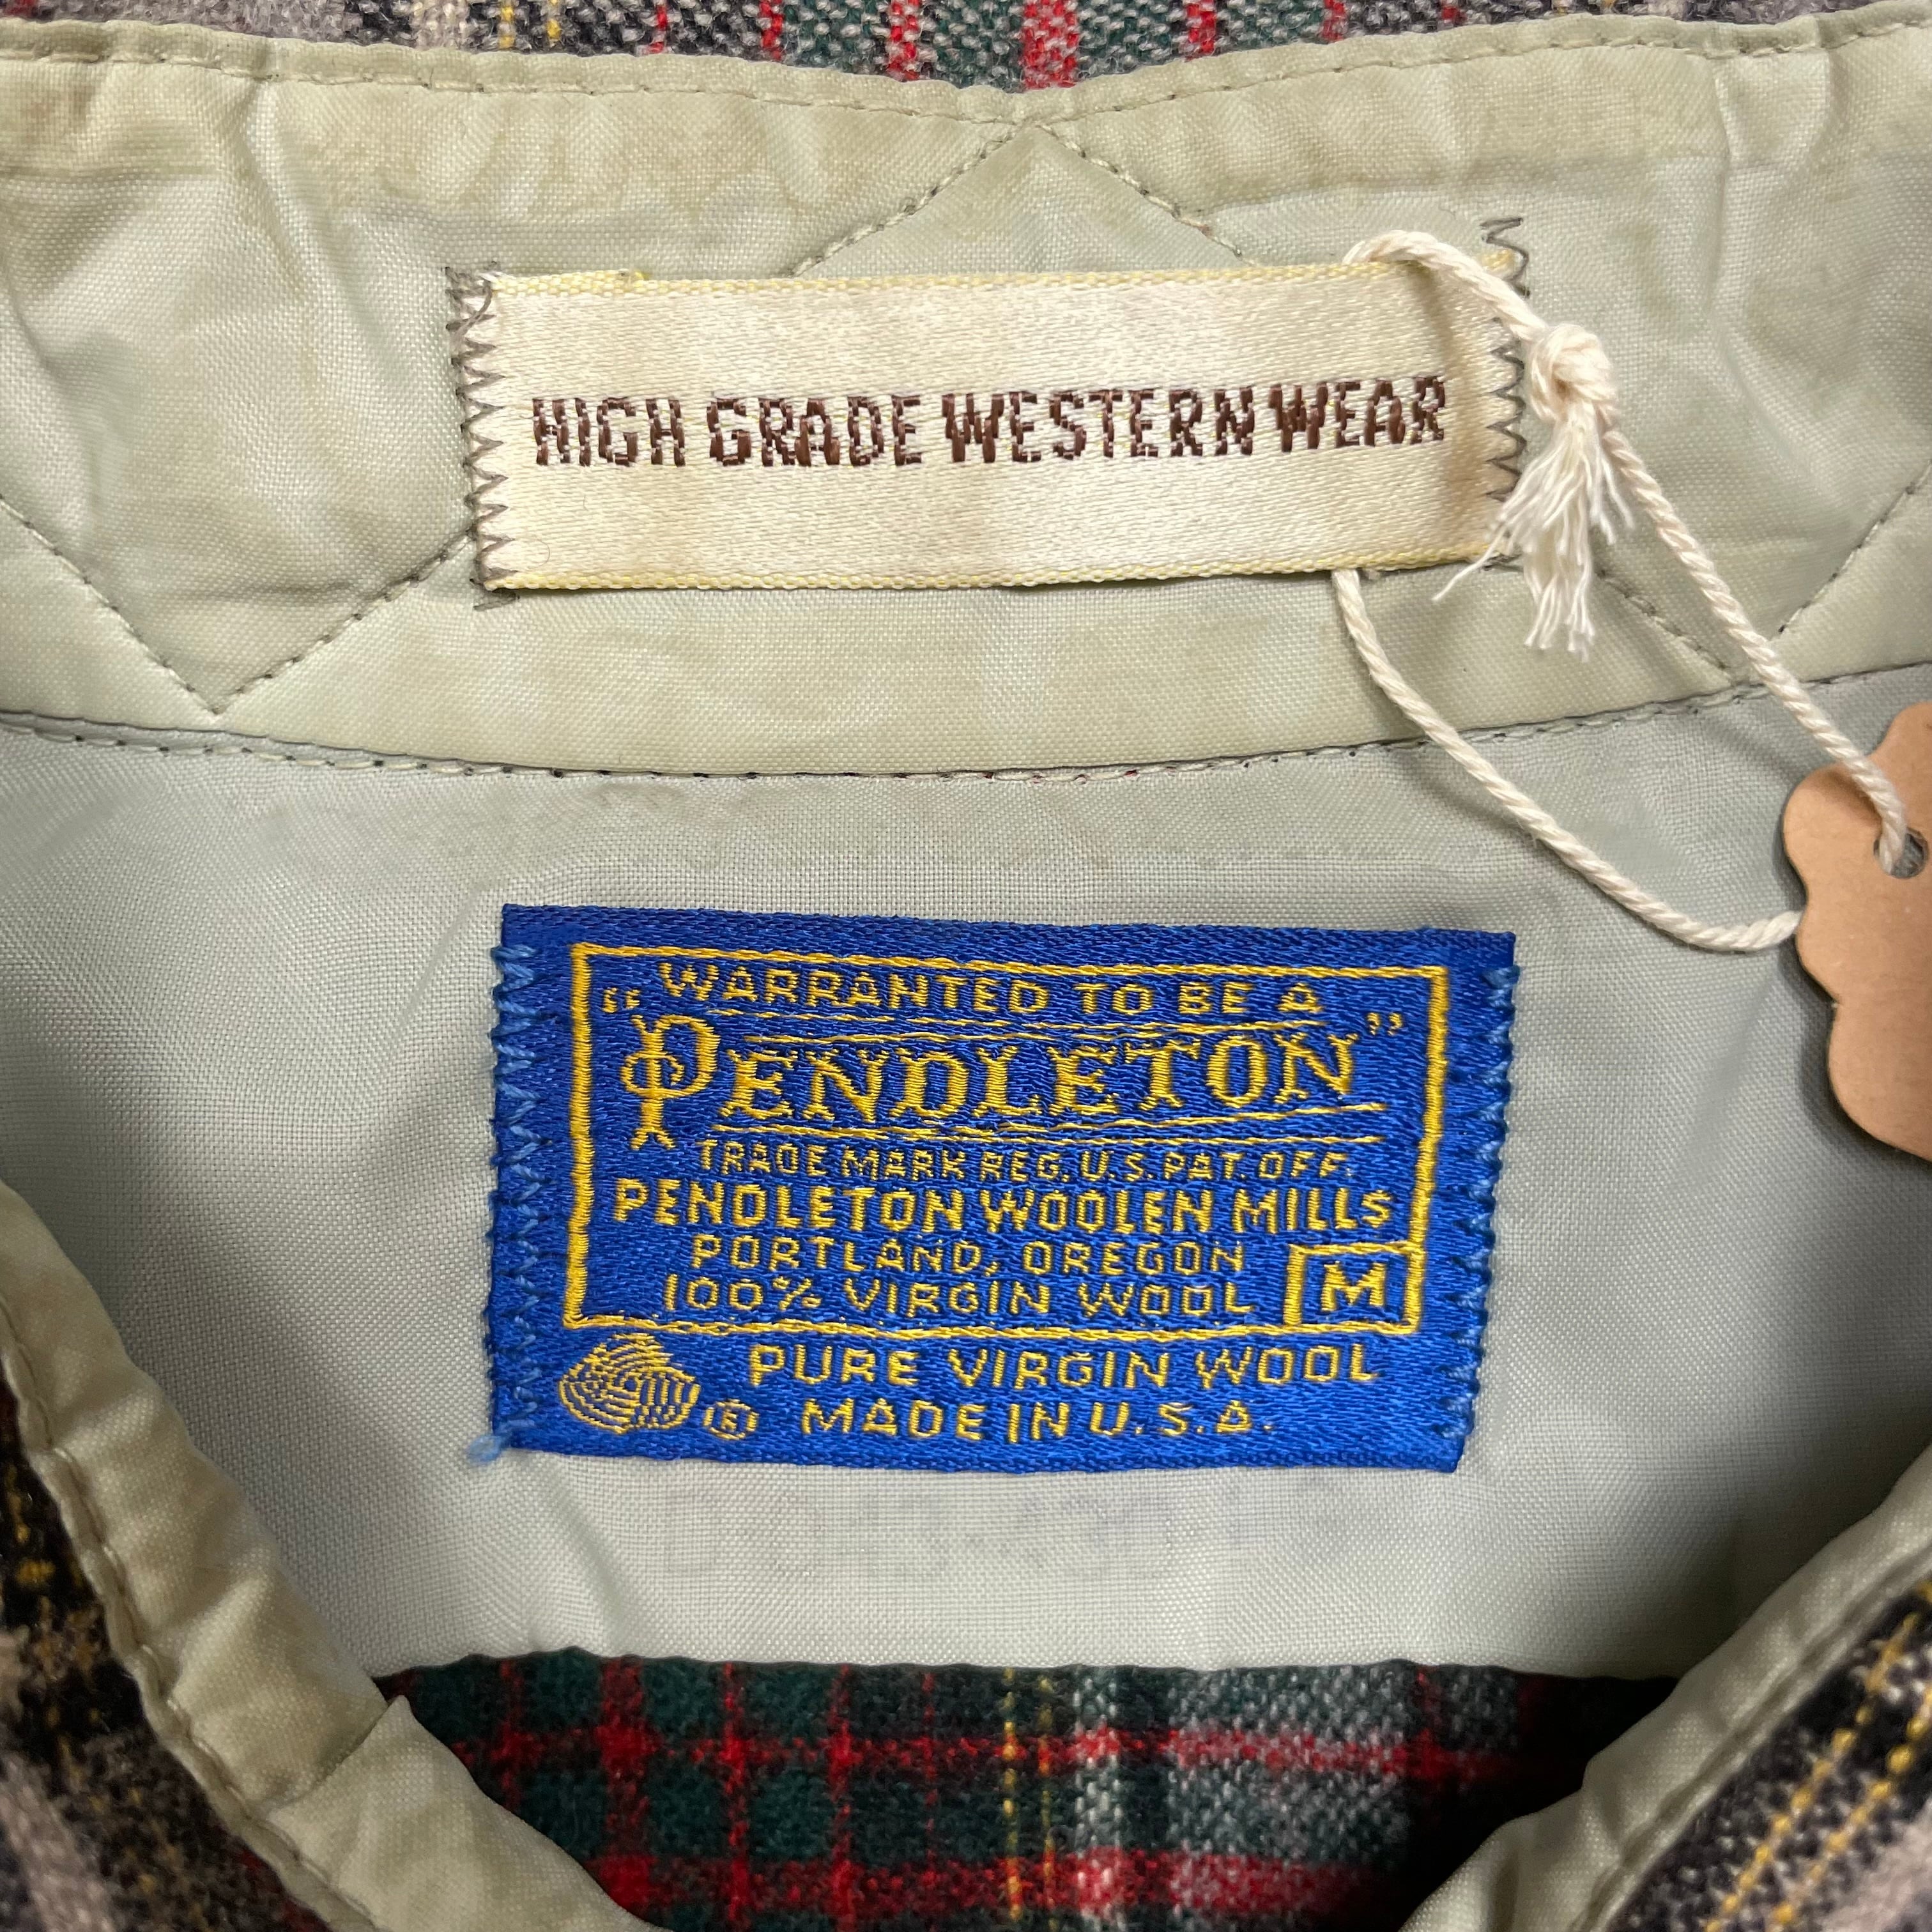 HIGH GRADE WESTERN WEAR
WARRANTED TO BE A
"PENDLETON"
TRADE MARK REG. U.S. PAT. OFF.
PENDLETON WOOLEN MILLS
PORTLAND, OREGON
100% VIRGIN WOOL M
PURE VIRGIN WOOL
® MADE IN U.S.A.